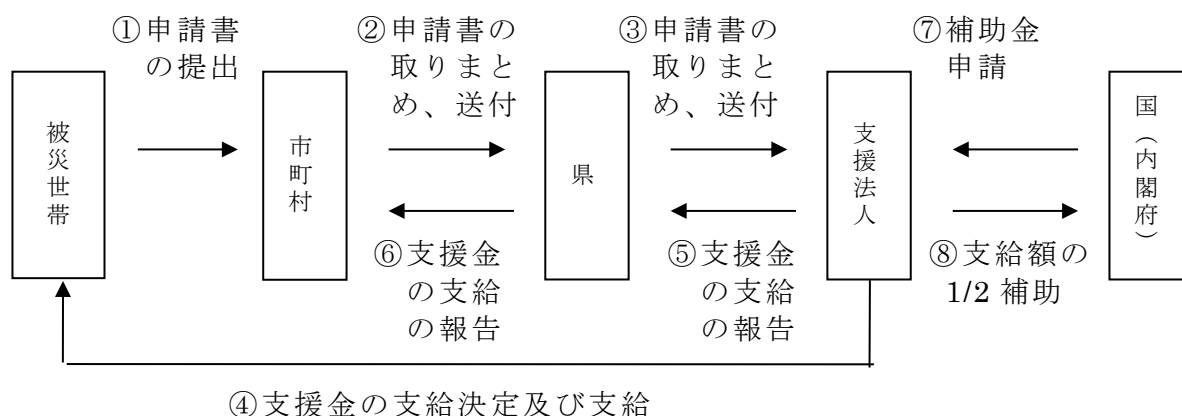 ①申請書
の提出
②申請書の
取りまと
め、送付
③申請書の
取りまと
め、送付
⑦補助金
申請
被災世帯
市町村
県
支援法人
国（内閣府）
⑥支援金
の支給
の報告
⑤支援金
の支給
の報告
⑧支給額の
1/2 補助
④支援金の支給決定及び支給